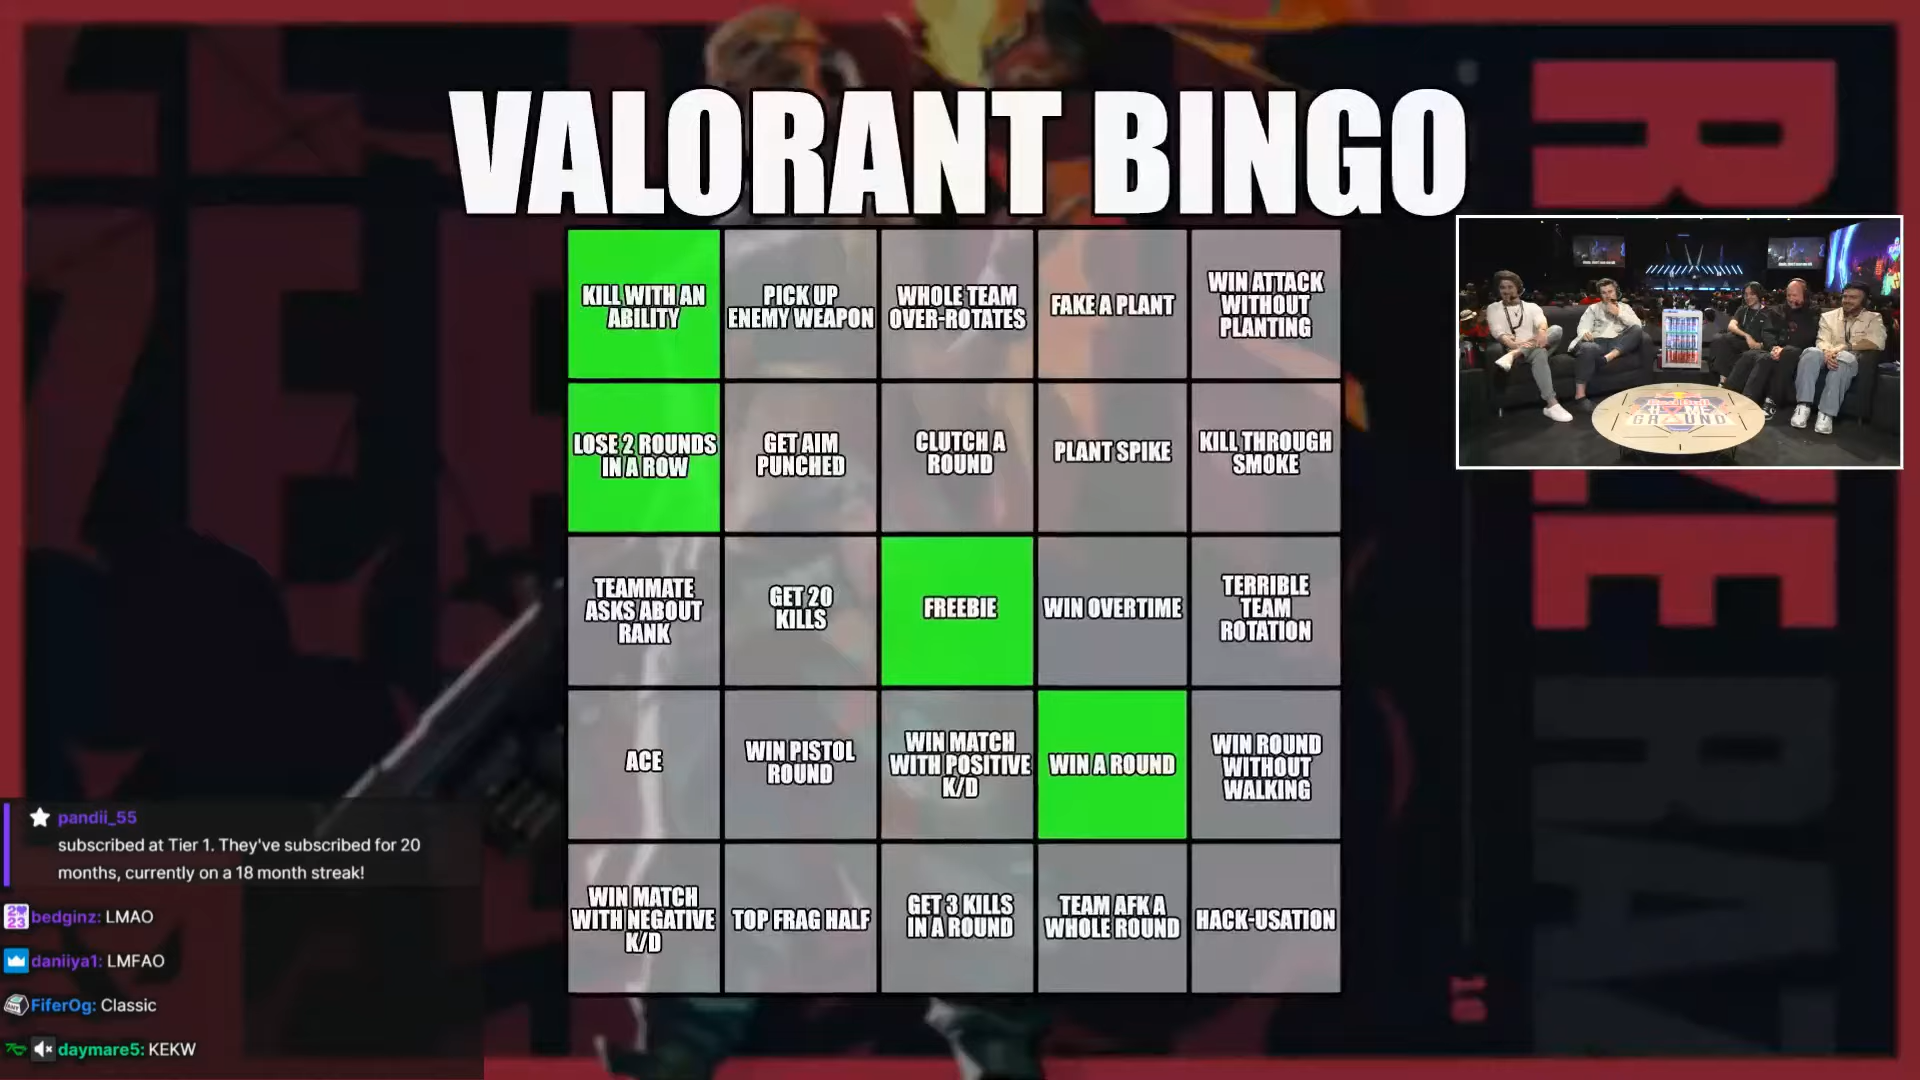 VALORANT BINGO
KILL WITH AN
ABILITY
PICK UP
ENEMY WEAPON
WHOLE TEAM
OVER-ROTATES
FAKE A PLANT
WIN ATTACK
WITHOUT
PLANTING
LOSE 2 ROUNDS
IN A ROW
GET AIM
PUNCHED
CLUTCH A
ROUND
PLANT SPIKE
KILL THROUGH
SMOKE
TEAMMATE
ASKS ABOUT
RANK
GET 20
KILLS
FREEBIE
WIN OVERTIME
TERRIBLE
TEAM
ROTATION
ACE
WIN PISTOL
ROUND
WIN MATCH
WITH POSITIVE
K/D
WIN A ROUND
WIN ROUND
WITHOUT
WALKING
WIN MATCH
WITH NEGATIVE
K/D
TOP FRAG HALF
GET 3 KILLS
IN A ROUND
TEAM AFK A
WHOLE ROUND
HACK-USATION
Red Bull
HOME
GROUND
pandii_55
subscribed at Tier 1. They've subscribed for 20
months, currently on a 18 month streak!
bedginz: LMAO
daniiya1: LMFAO
FiferOg: Classic
daymare5: KEKW
10